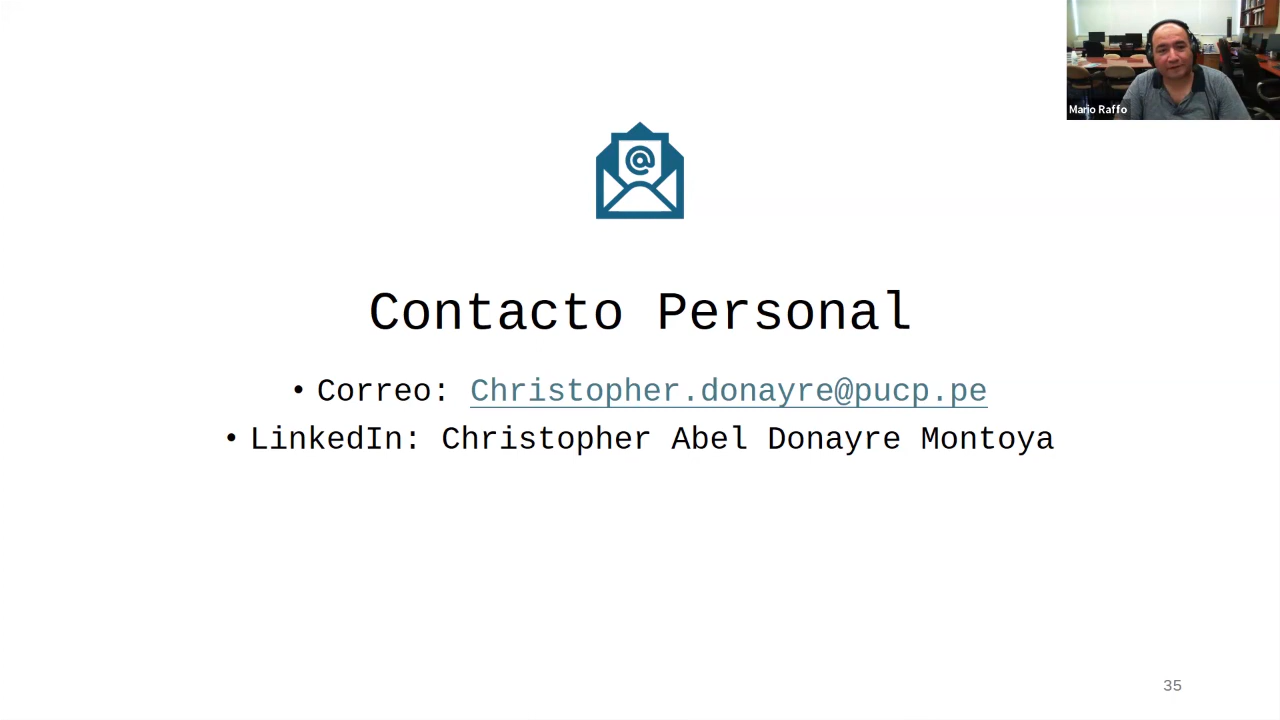 Mario Raffo
@
Contacto Personal
• Correo: Christopher.donayre@pucp.pe
• LinkedIn: Christopher Abel Donayre Montoya
35